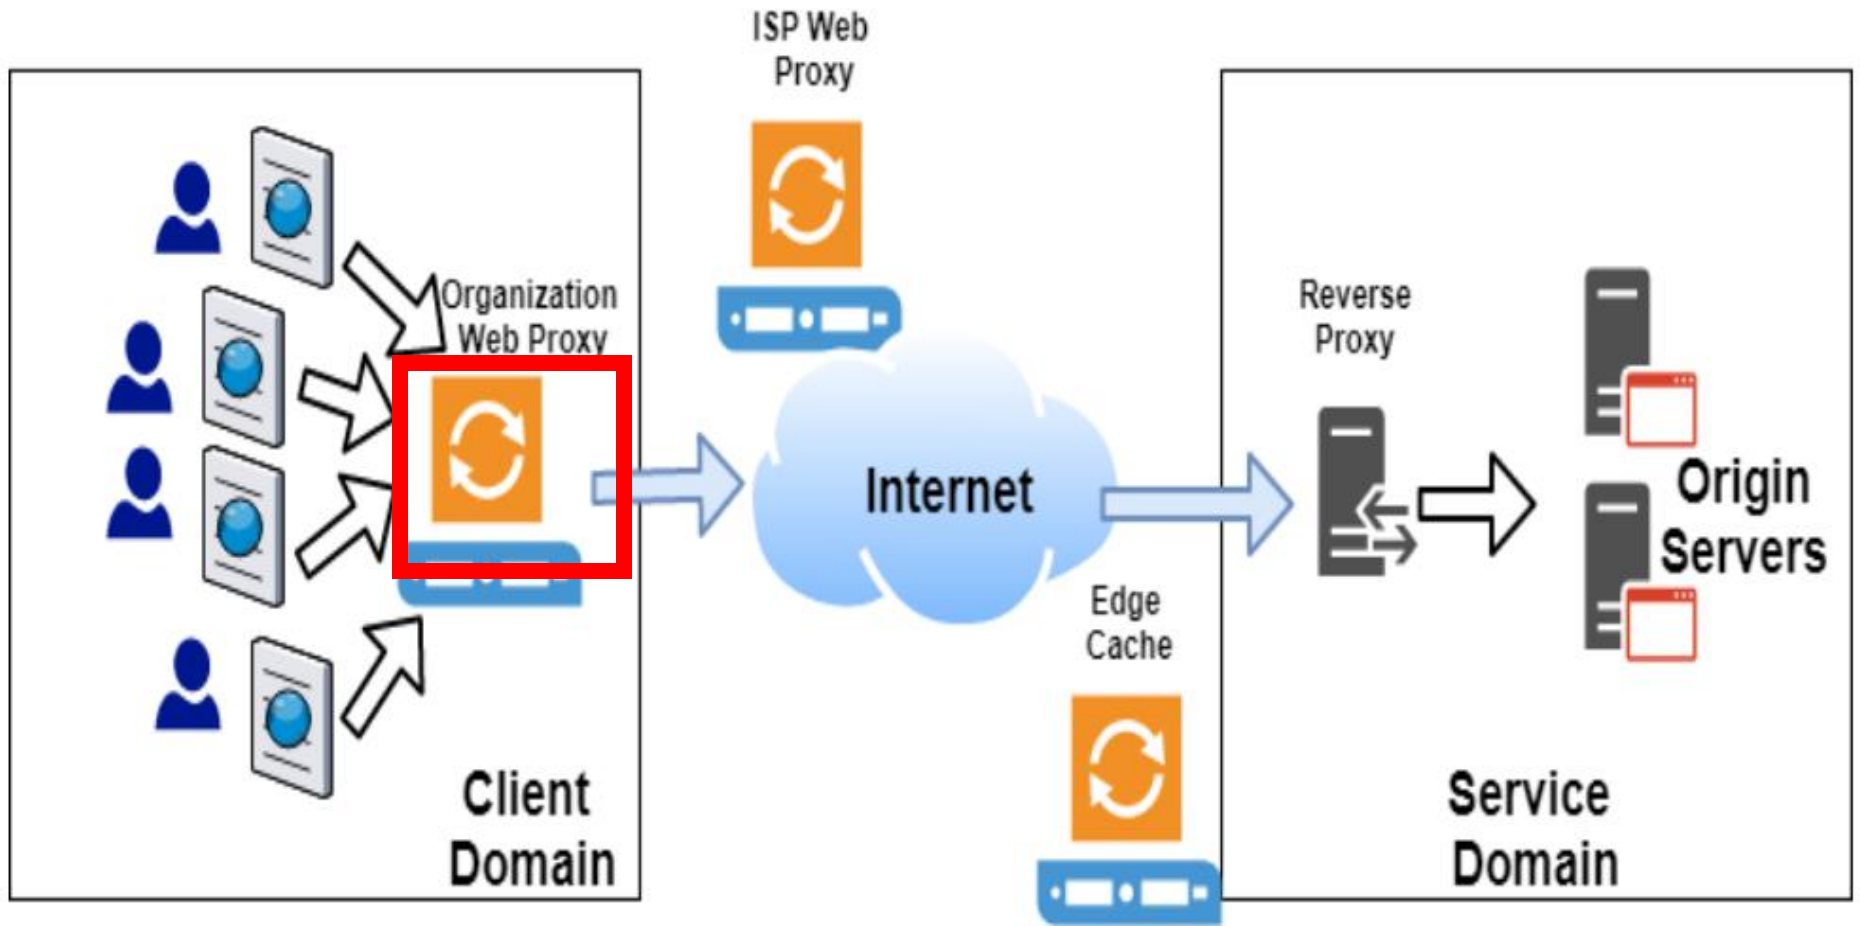 ISP Web
Proxy
Organization
Web Proxy
Internet
Reverse
Proxy
Origin
Servers
Edge
Cache
Client
Domain
Service
Domain